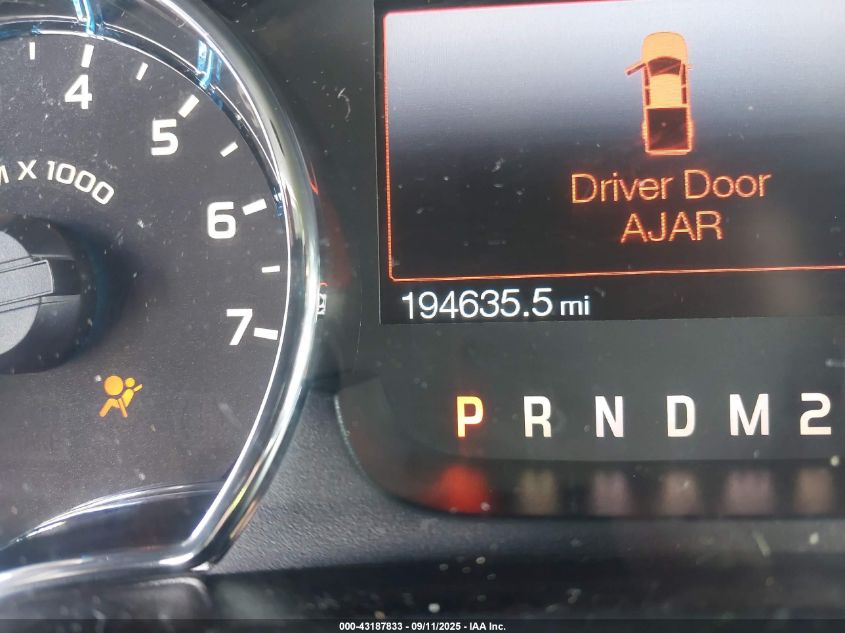 4
5
X 1000
6
7
Driver Door
AJAR
194635.5 mi
P R N D M 2
000-43187833 - 09/11/2025 - IAA Inc.